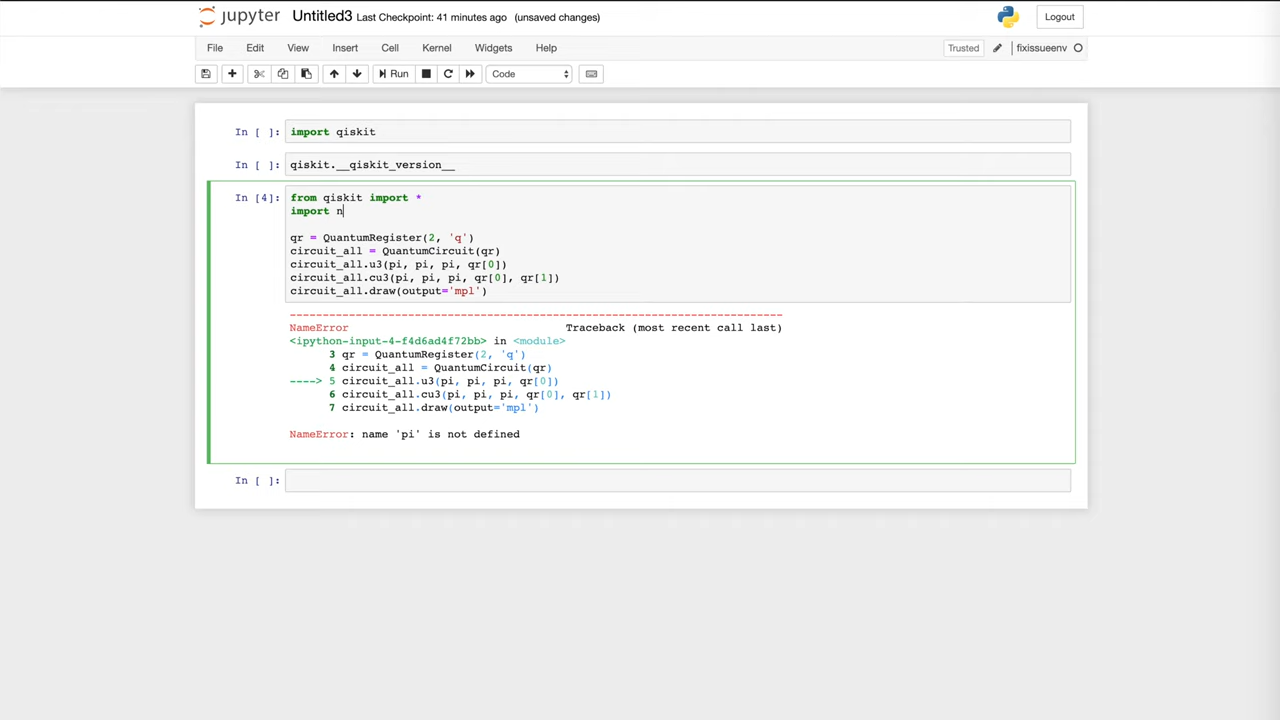 jupyter Untitled3 Last Checkpoint: 41 minutes ago (unsaved changes) Logout
File Edit View Insert Cell Kernel Widgets Help Trusted fixissueenv
Run Code
In [ ]: import qiskit
In [ ]: qiskit.__qiskit_version__
In [4]: from qiskit import *
import n
qr = QuantumRegister(2, 'q')
circuit_all = QuantumCircuit(qr)
circuit_all.u3(pi, pi, pi, qr[0])
circuit_all.cu3(pi, pi, pi, qr[0], qr[1])
circuit_all.draw(output='mpl')
---------------------------------------------------------------------------
NameError Traceback (most recent call last)
<ipython-input-4-f4d6ad4f72bb> in <module>
3 qr = QuantumRegister(2, 'q')
4 circuit_all = QuantumCircuit(qr)
----> 5 circuit_all.u3(pi, pi, pi, qr[0])
6 circuit_all.cu3(pi, pi, pi, qr[0], qr[1])
7 circuit_all.draw(output='mpl')
NameError: name 'pi' is not defined
In [ ]: